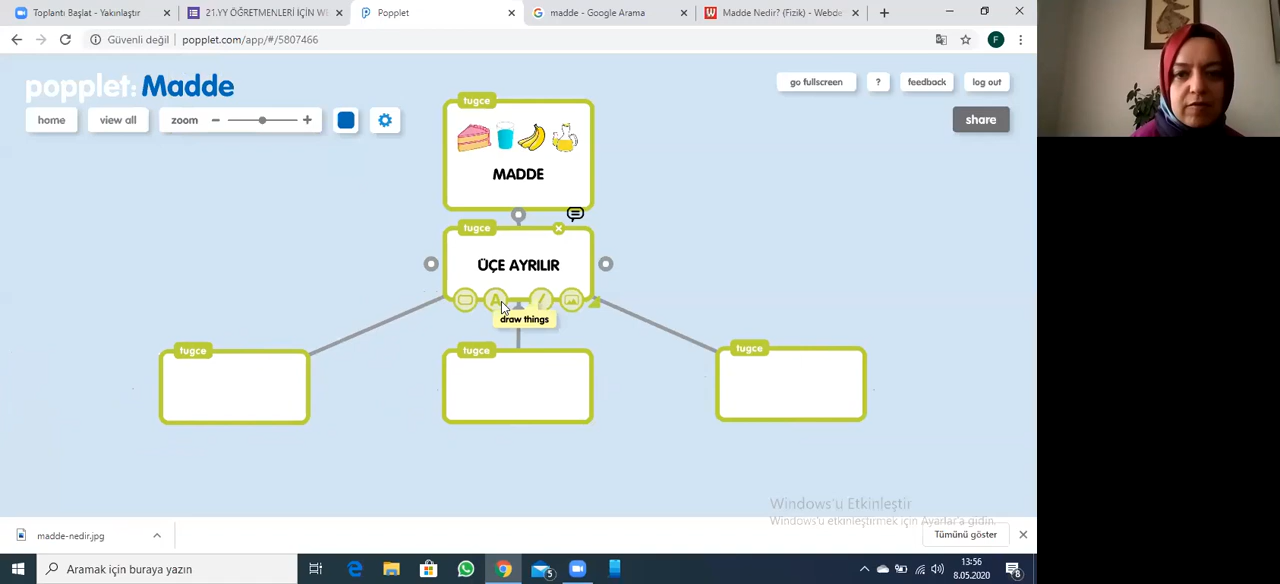 Toplantı Başlat - Yakınlaştır
21.YY ÖĞRETMENLERİ İÇİN
Popplet
madde - Google Arama
Madde Nedir? (Fizik) - Webde
Güvenli değil
popplet.com/app/#/5807466
F
popplet: Madde
go fullscreen
?
feedback
log out
home
view all
zoom
share
tugce
MADDE
tugce
ÜÇE AYRILIR
A
draw things
tugce
tugce
tugce
Windows'u Etkinleştir
Windows'u etkinleştirmek için Ayarlar'a gidin.
madde-nedir.jpg
Tümünü göster
Aramak için buraya yazın
5
13:56
8.05.2020
8